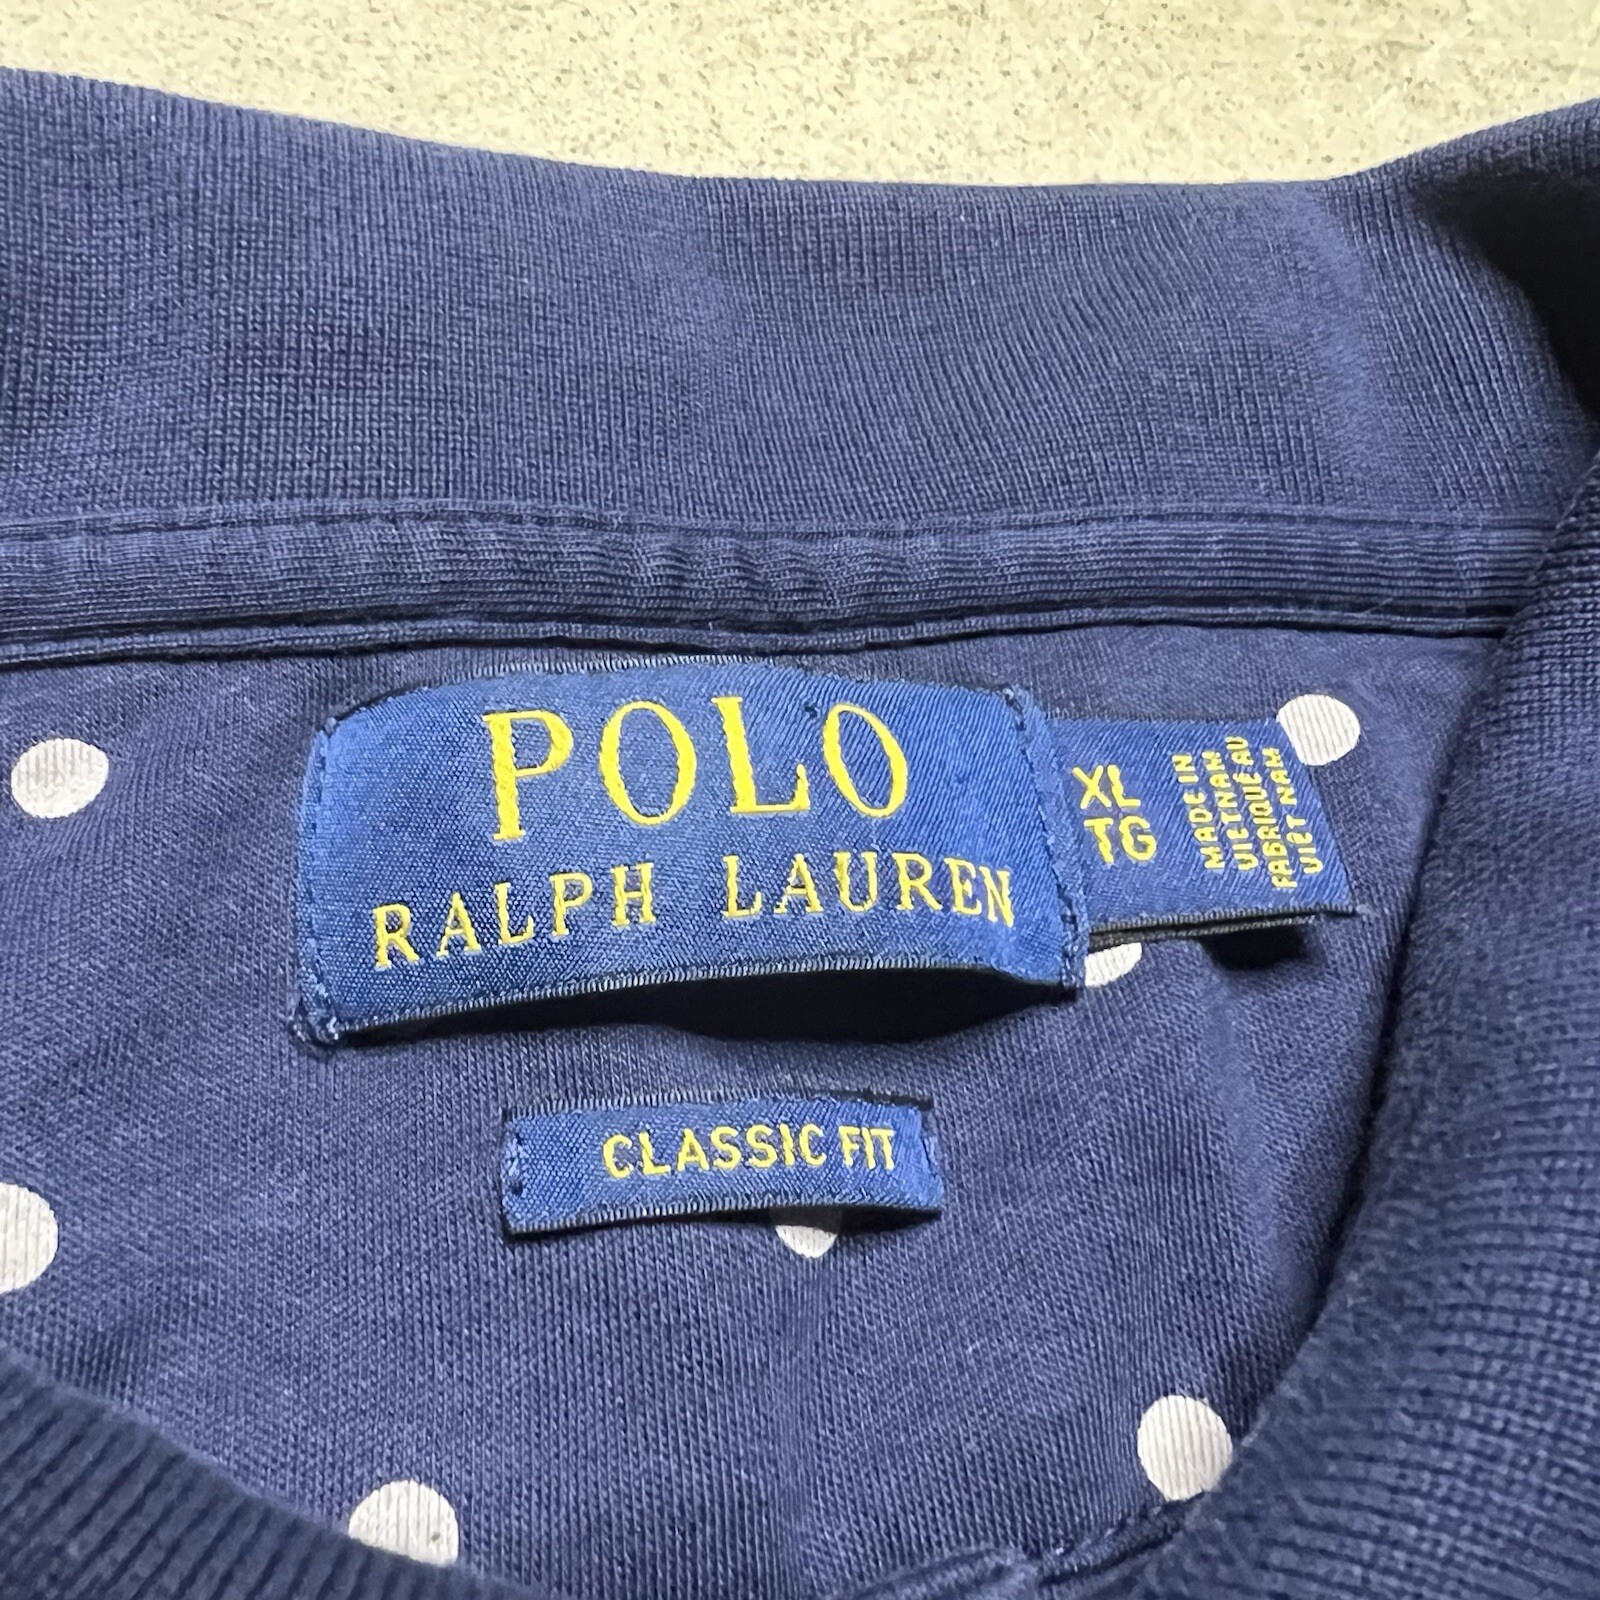 POLO
RALPH LAUREN
XL
TG
MADE IN
VIETNAM
FABRIQUÉ AU
VIET NAM
CLASSIC FIT